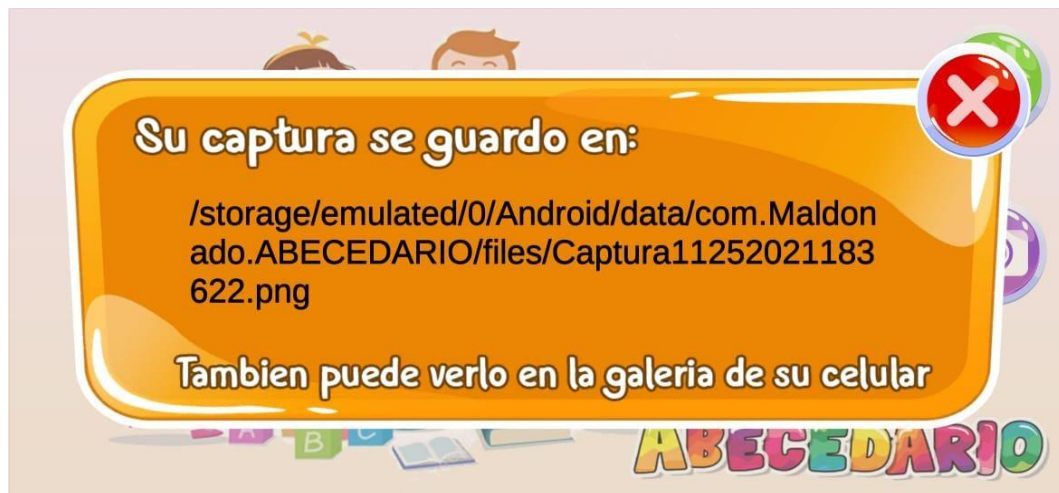 Su captura se guardo en:
/storage/emulated/0/Android/data/com.Maldon
ado.ABECEDARIO/files/Captura11252021183
622.png
Tambien puede verlo en la galeria de su celular
A B C
ABECEDARIO